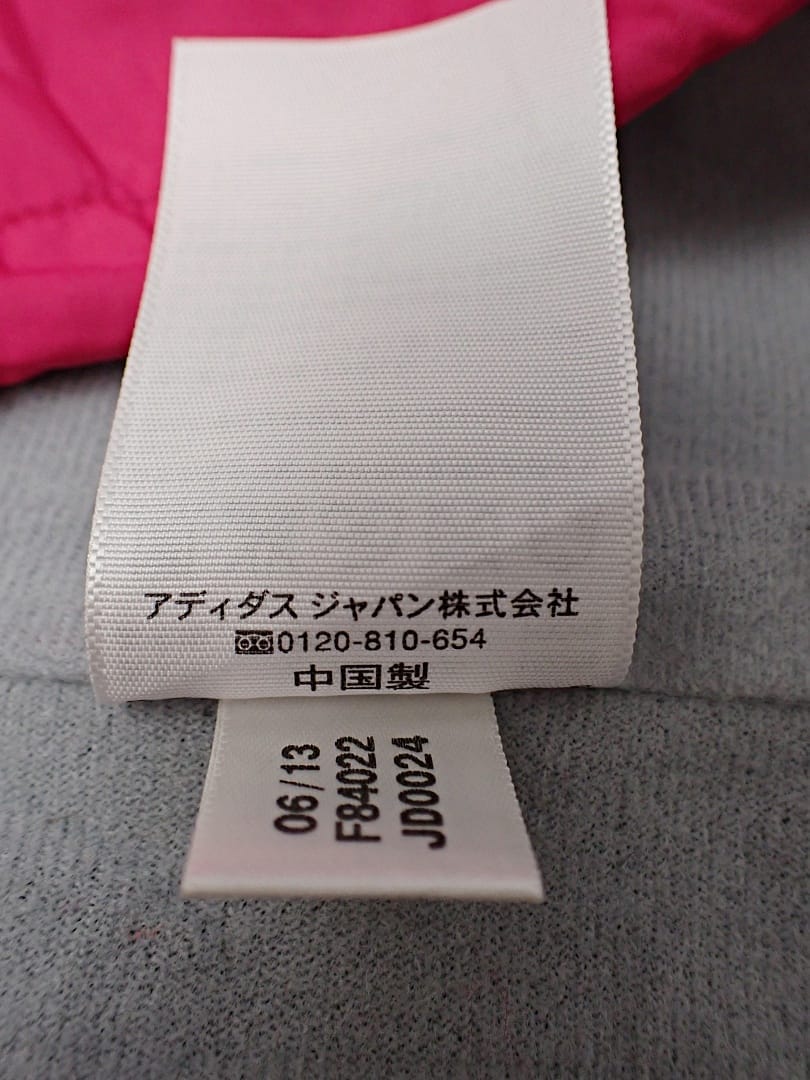 アディダス ジャパン株式会社
0120-810-654
中国製
06/13
F84022
JD0024